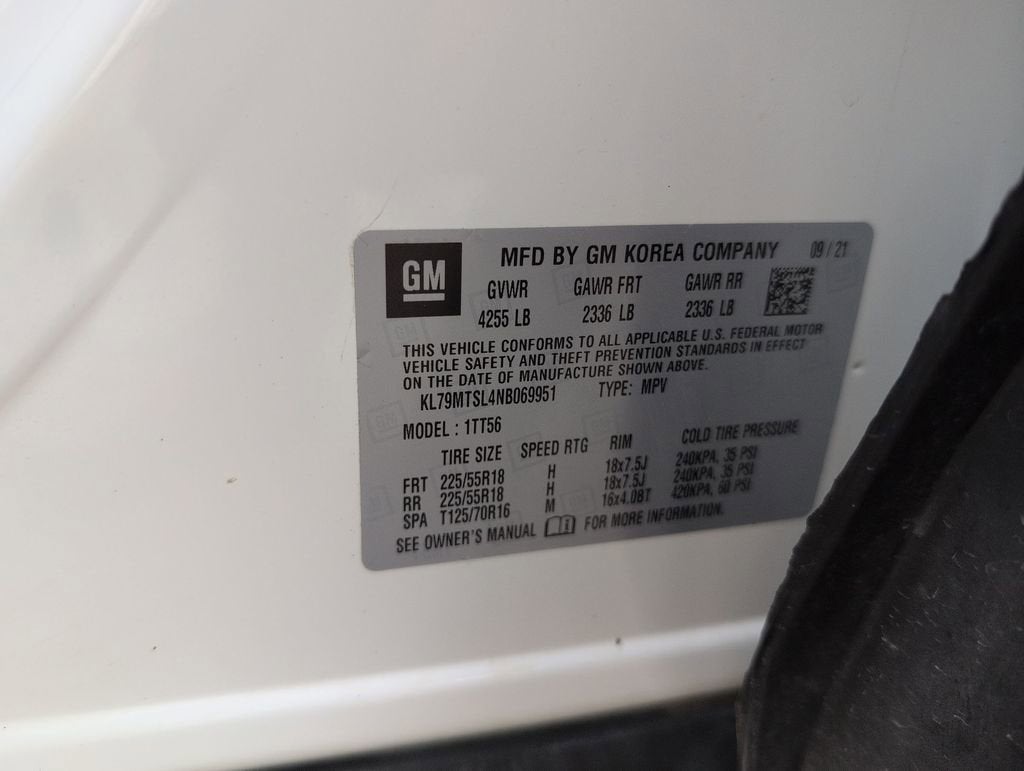 GM
MFD BY GM KOREA COMPANY 09 / 21
GVWR GAWR FRT GAWR RR
4255 LB 2336 LB 2336 LB
THIS VEHICLE CONFORMS TO ALL APPLICABLE U.S. FEDERAL MOTOR
VEHICLE SAFETY AND THEFT PREVENTION STANDARDS IN EFFECT
ON THE DATE OF MANUFACTURE SHOWN ABOVE.
KL79MTSL4NB069951 TYPE: MPV
MODEL : 1TT56
TIRE SIZE SPEED RTG RIM COLD TIRE PRESSURE
FRT 225/55R18 H 18x7.5J 240KPA, 35 PSI
RR 225/55R18 H 18x7.5J 240KPA, 35 PSI
SPA T125/70R16 M 16x4.0BT 420KPA, 60 PSI
SEE OWNER'S MANUAL FOR MORE INFORMATION.